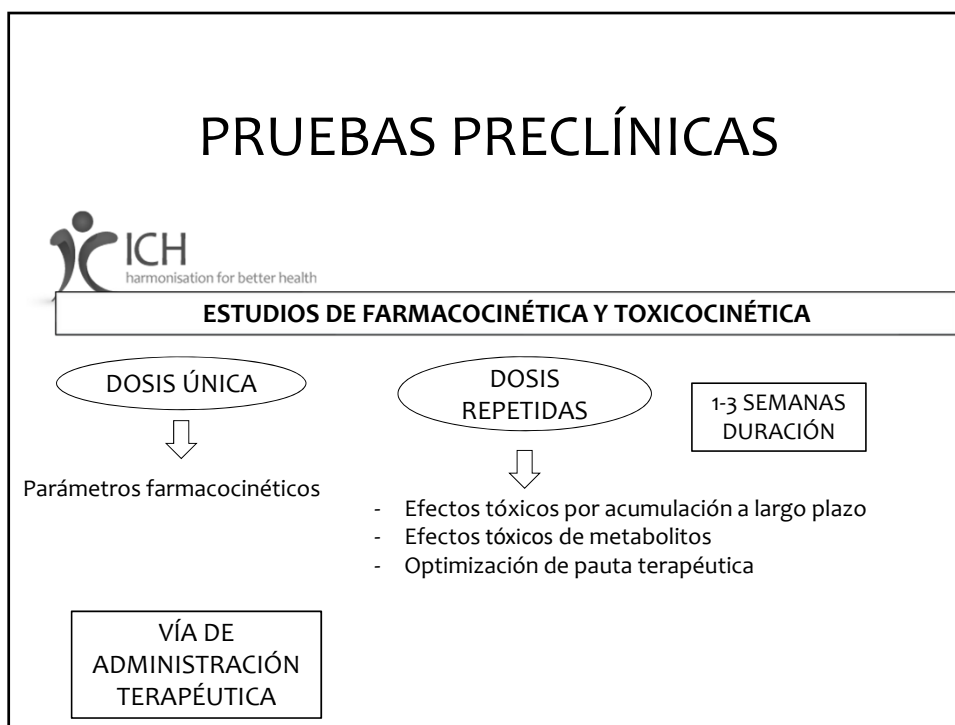 PRUEBAS PRECLÍNICAS
ICH
harmonisation for better health
ESTUDIOS DE FARMACOCINÉTICA Y TOXICOCINÉTICA
DOSIS ÚNICA
Parámetros farmacocinéticos
DOSIS
REPETIDAS
1-3 SEMANAS
DURACIÓN
- Efectos tóxicos por acumulación a largo plazo
- Efectos tóxicos de metabolitos
- Optimización de pauta terapéutica
VÍA DE
ADMINISTRACIÓN
TERAPÉUTICA